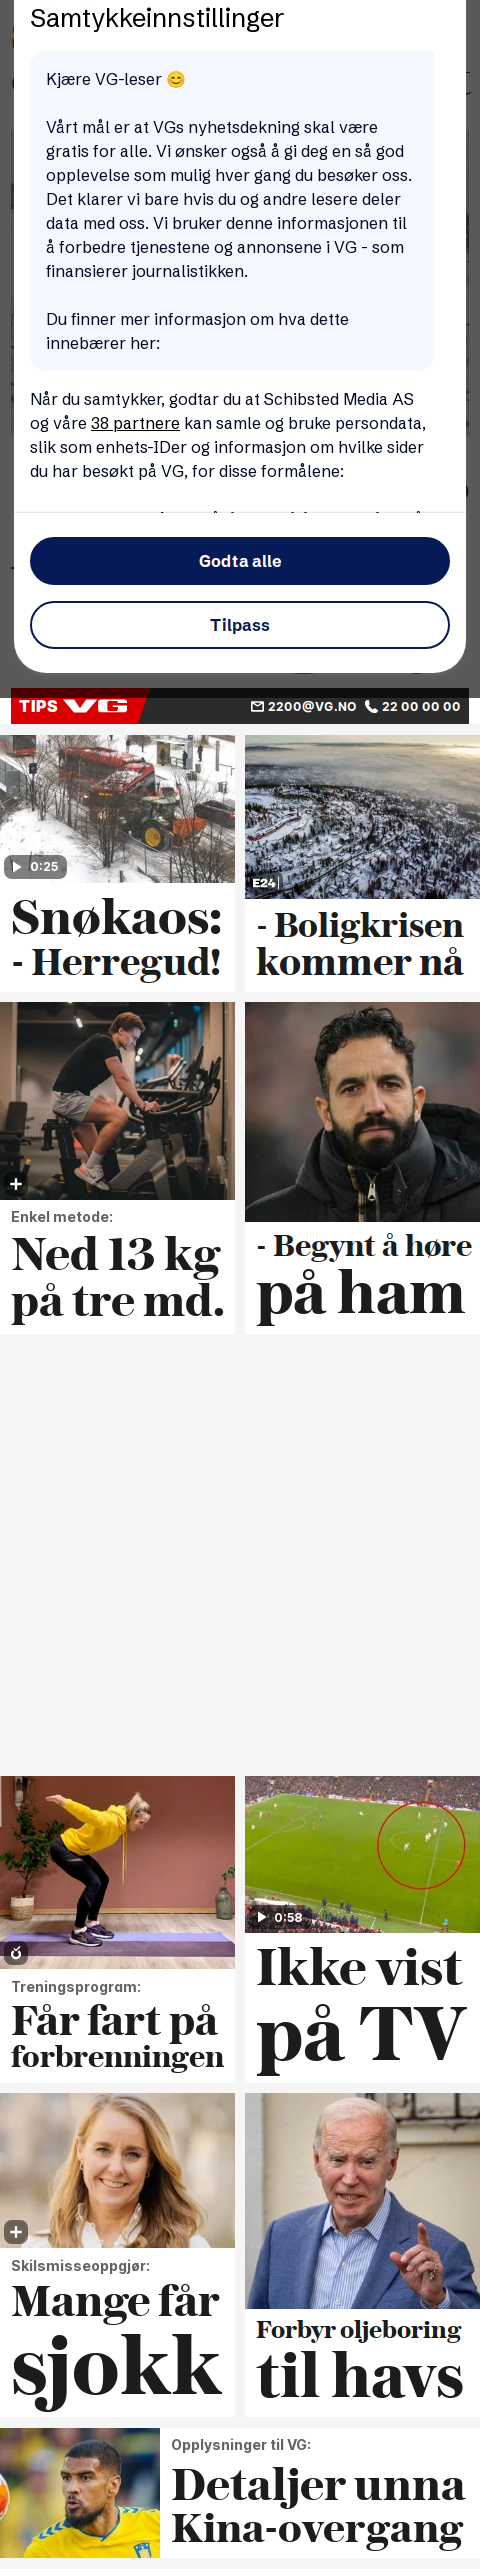 Samtykkeinnstillinger
Kjære VG-leser 😊
Vårt mål er at VGs nyhetsdekning skal være
gratis for alle. Vi ønsker også å gi deg en så god
opplevelse som mulig hver gang du besøker oss.
Det klarer vi bare hvis du og andre lesere deler
data med oss. Vi bruker denne informasjonen til
å forbedre tjenestene og annonsene i VG - som
finansierer journalistikken.
Du finner mer informasjon om hva dette
innebærer her:
Når du samtykker, godtar du at Schibsted Media AS
og våre 38 partnere kan samle og bruke persondata,
slik som enhets-IDer og informasjon om hvilke sider
du har besøkt på VG, for disse formålene:
Godta alle
Tilpass
TIPS VG 2200@VG.NO 22 00 00 00
0:25
Snøkaos:
- Herregud!
E24
- Boligkrisen
kommer nå
Enkel metode:
Ned 13 kg
på tre md.
- Begynt å høre
på ham
Treningsprogram:
Får fart på
forbrenningen
0:58
Ikke vist
på TV
Skilsmisseoppgjør:
Mange får
sjokk
Forbyr oljeboring
til havs
Opplysninger til VG:
Detaljer unna
Kina-overgang